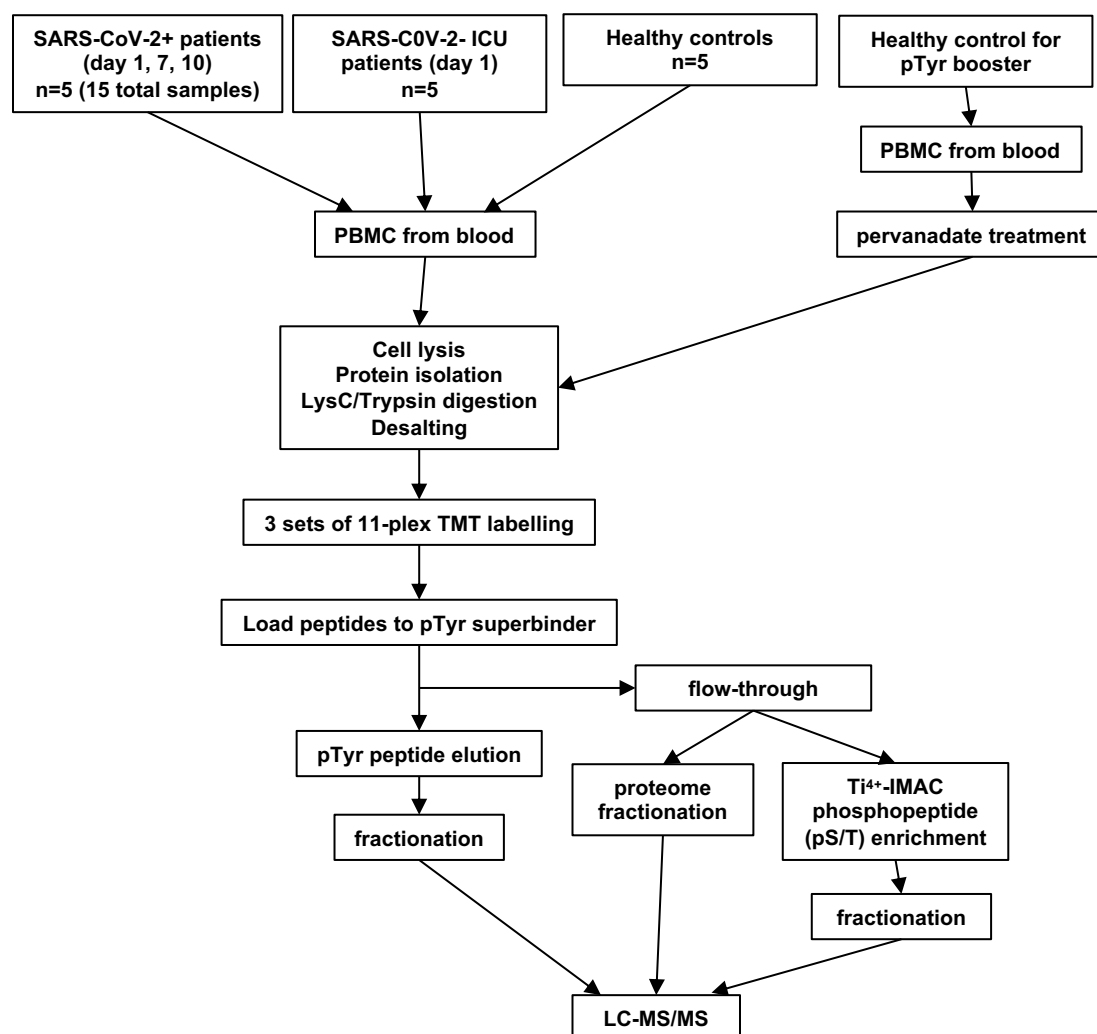 SARS-CoV-2+ patients
(day 1, 7, 10)
n=5 (15 total samples)
SARS-C0V-2- ICU
patients (day 1)
n=5
Healthy controls
n=5
Healthy control for
pTyr booster
PBMC from blood
PBMC from blood
pervanadate treatment
Cell lysis
Protein isolation
LysC/Trypsin digestion
Desalting
3 sets of 11-plex TMT labelling
Load peptides to pTyr superbinder
flow-through
pTyr peptide elution
proteome
fractionation
Ti⁴⁺-IMAC
phosphopeptide
(pS/T) enrichment
fractionation
fractionation
LC-MS/MS